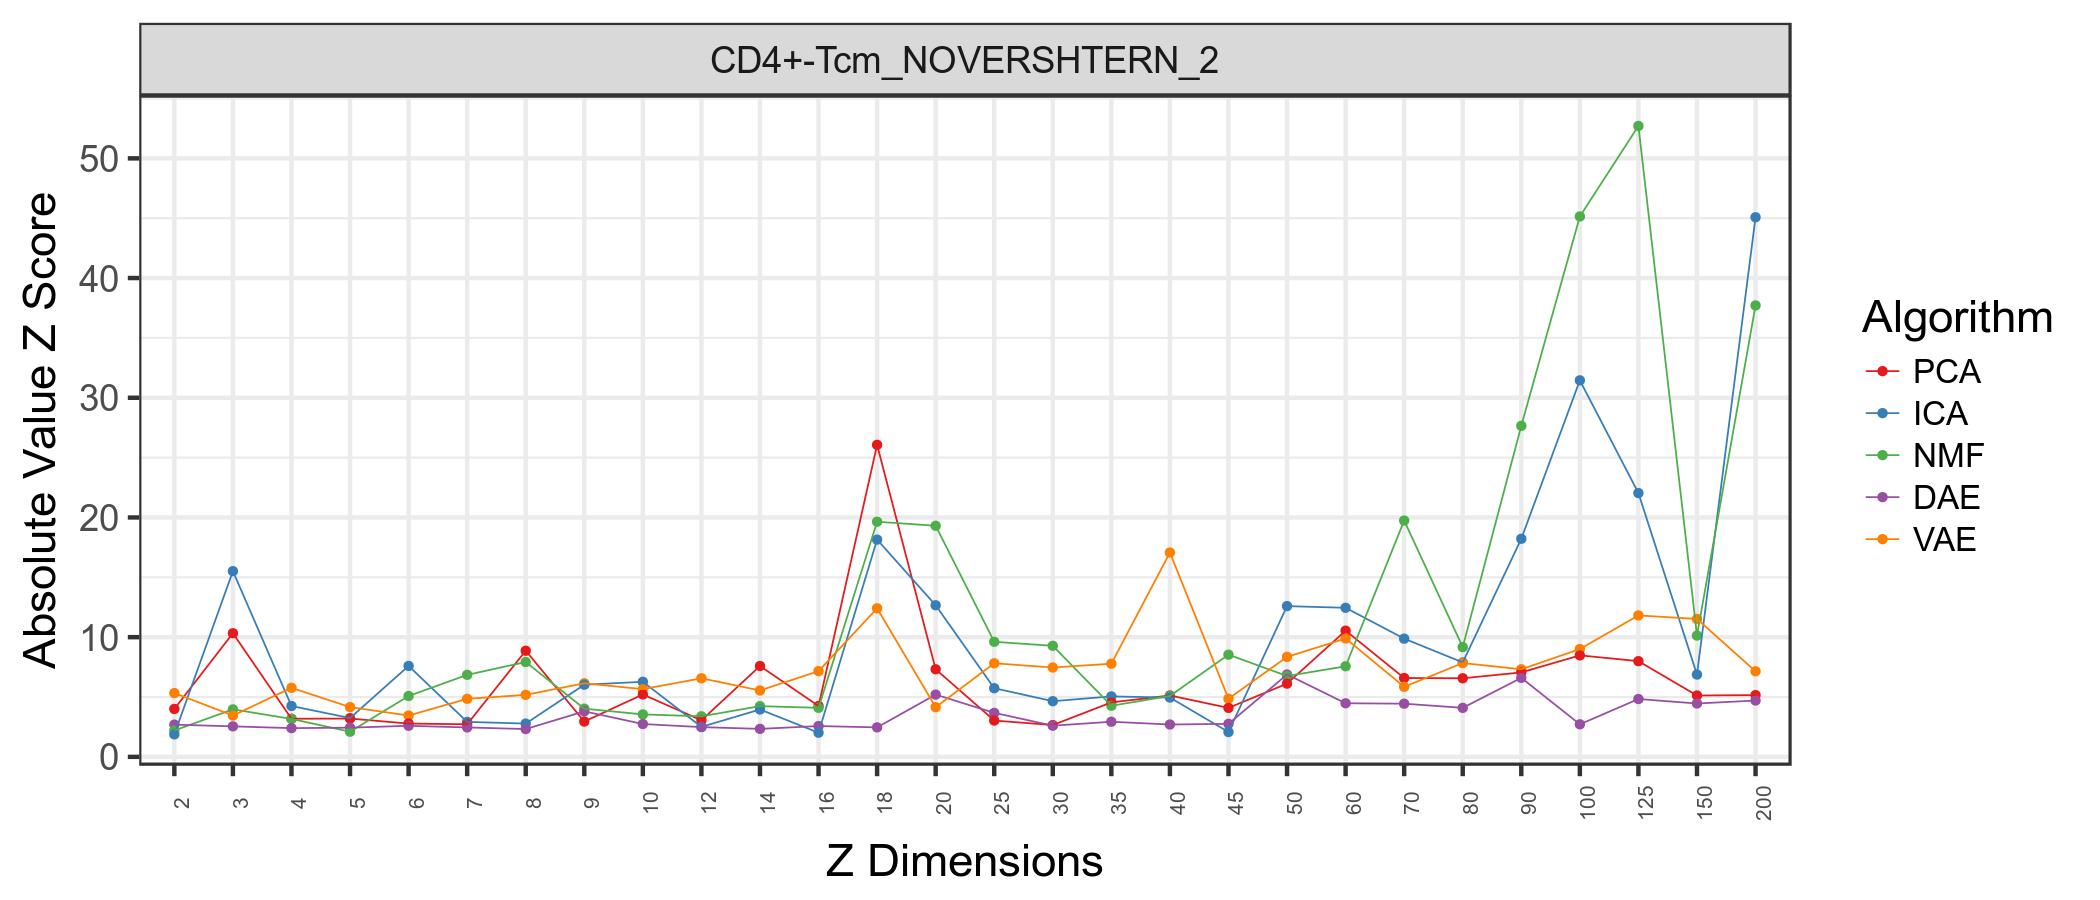 CD4+-Tcm_NOVERSHTERN_2
Absolute Value Z Score
50
40
30
20
10
0
2 3 4 5 6 7 8 9 10 12 14 16 18 20 25 30 35 40 45 50 60 70 80 90 100 125 150 200
Z Dimensions
Algorithm
PCA
ICA
NMF
DAE
VAE